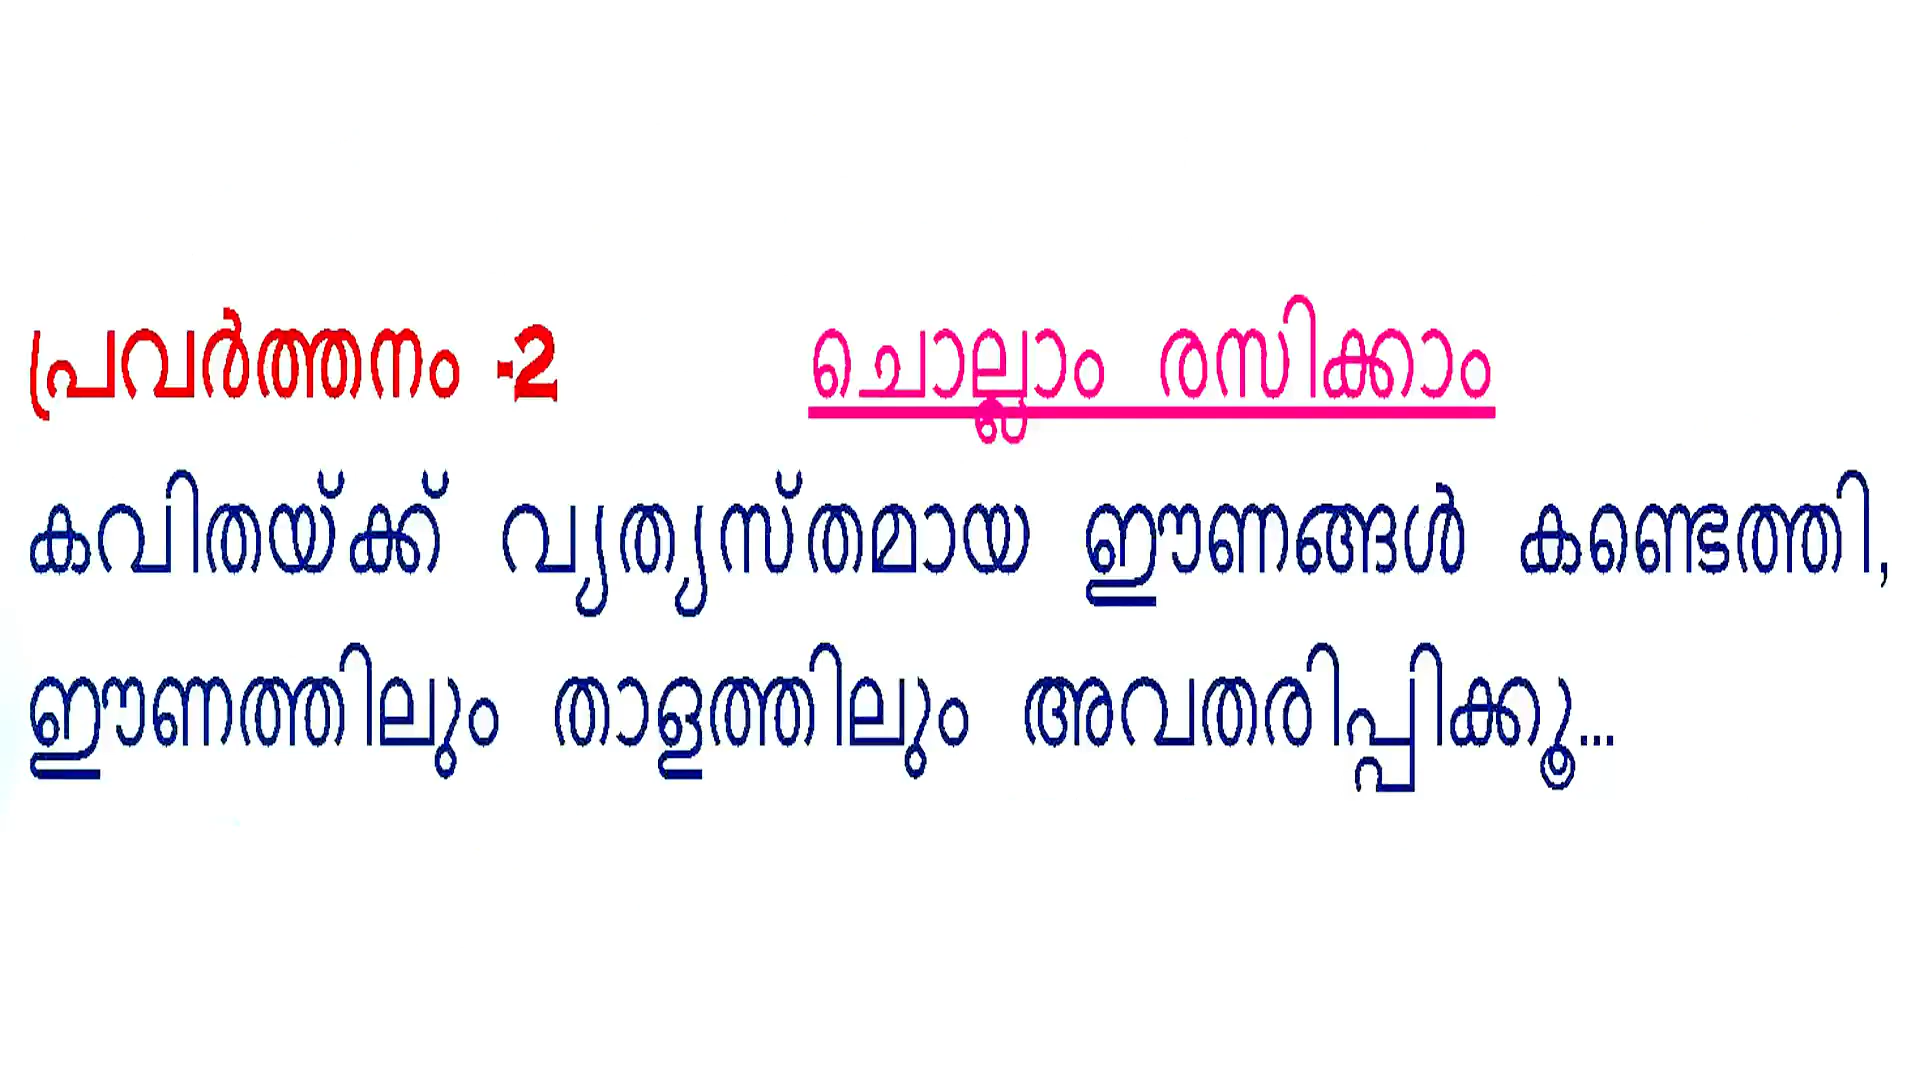 പ്രവർത്തനം -2 ചൊല്ലാം രസിക്കാം
കവിതയ്ക്ക് വ്യത്യസ്തമായ ഈണങ്ങൾ കണ്ടെത്തി,
ഈണത്തിലും താളത്തിലും അവതരിപ്പിക്കൂ...